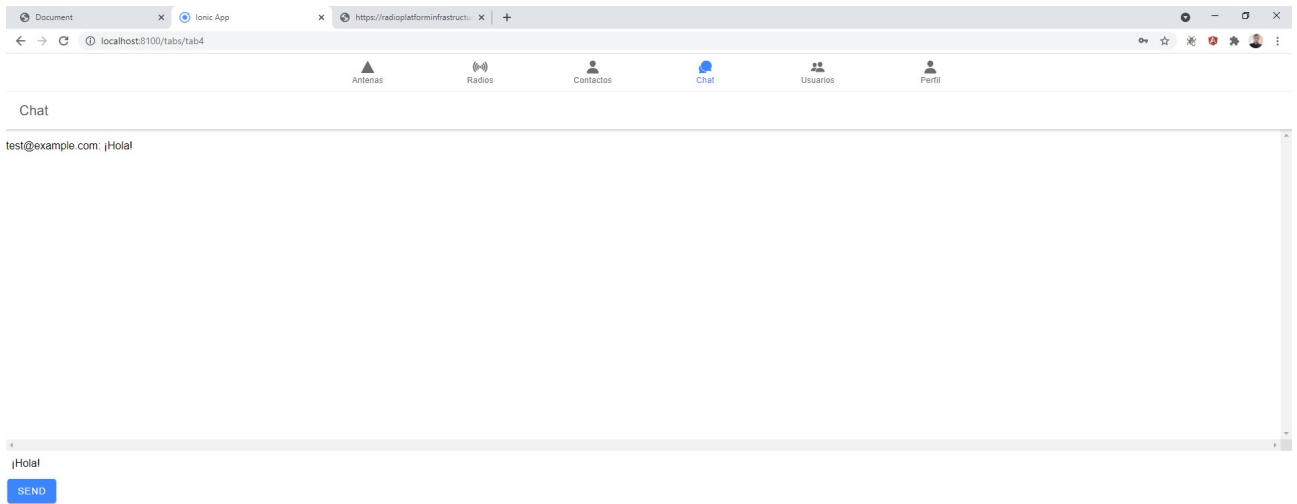 Document
Ionic App
https://radioplatforminfrastructu
localhost:8100/tabs/tab4
Antenas
Radios
Contactos
Chat
Usuarios
Perfil
Chat
test@example.com: ¡Hola!
¡Hola!
SEND